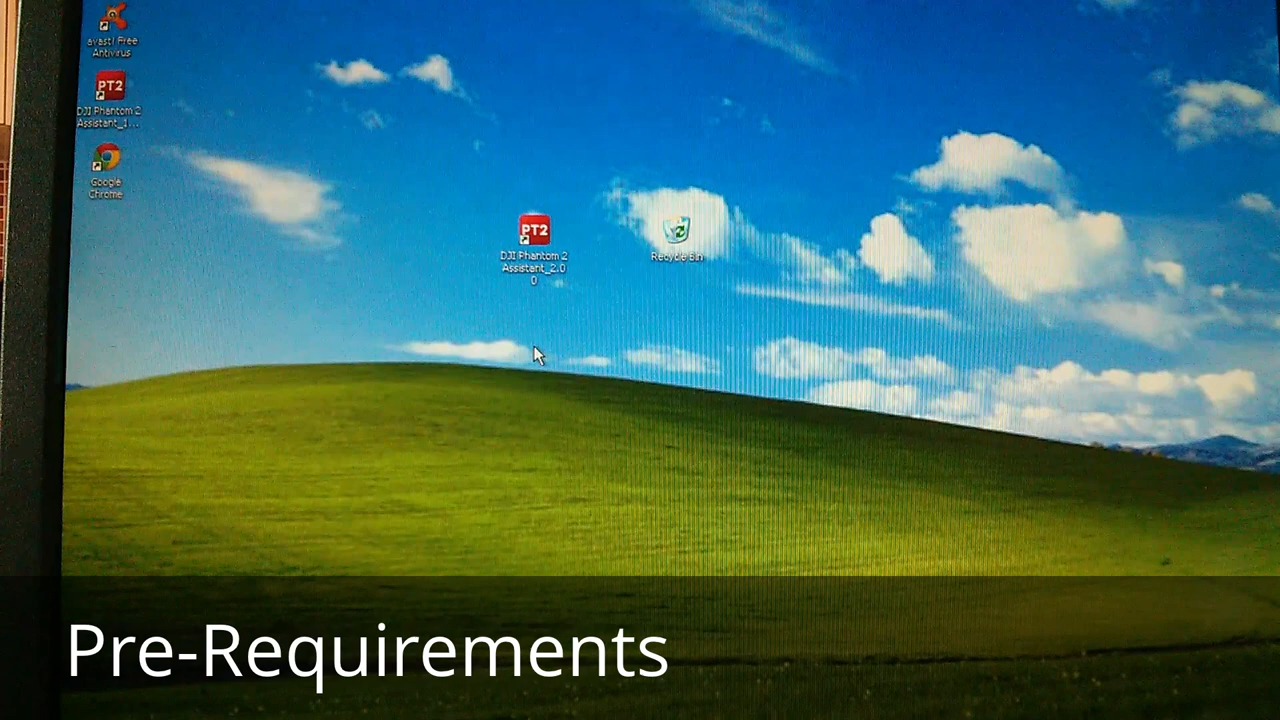 avast! Free
Antivirus
PT2
DJI Phantom 2
Assistant_1...
Google
Chrome
PT2
DJI Phantom 2
Assistant_2.0
0
Recycle Bin
Pre-Requirements